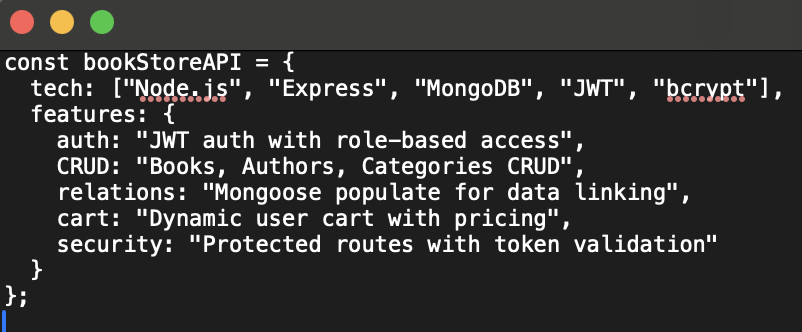 const bookStoreAPI = {
  tech: ["Node.js", "Express", "MongoDB", "JWT", "bcrypt"],
  features: {
    auth: "JWT auth with role-based access",
    CRUD: "Books, Authors, Categories CRUD",
    relations: "Mongoose populate for data linking",
    cart: "Dynamic user cart with pricing",
    security: "Protected routes with token validation"
  }
};